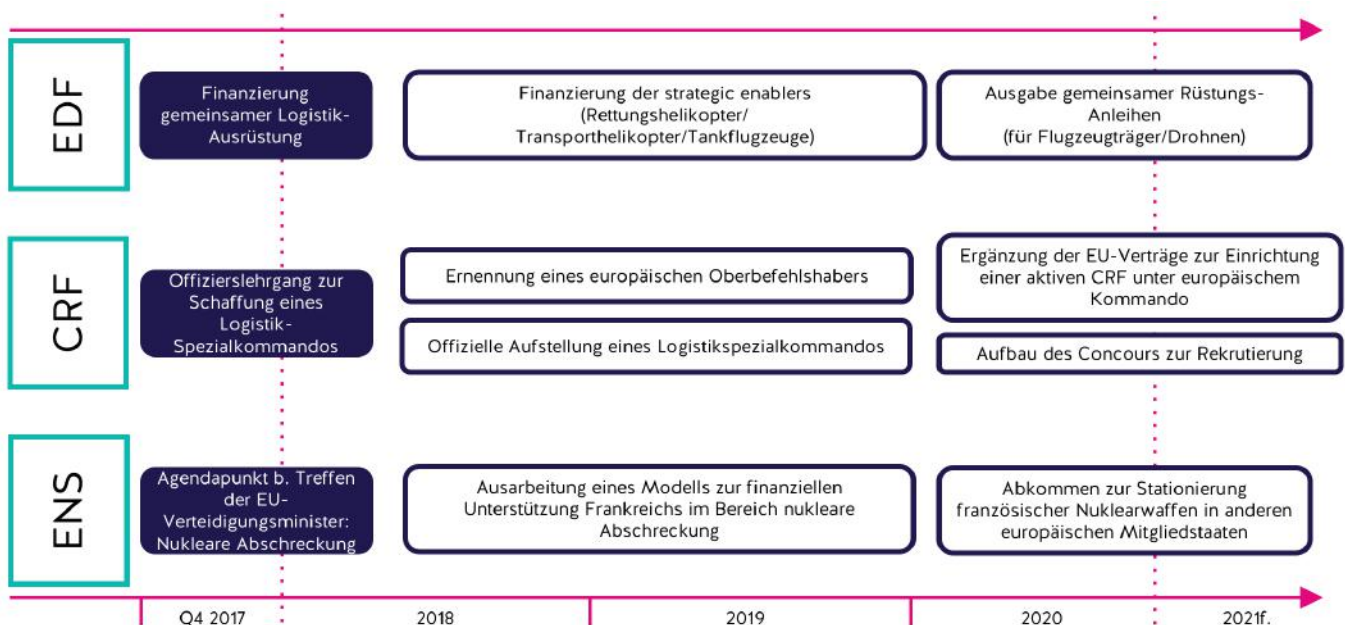 EDF
Finanzierung
gemeinsamer Logistik-
Ausrüstung
Finanzierung der strategic enablers
(Rettungshelikopter/
Transporthelikopter/Tankflugzeuge)
Ausgabe gemeinsamer Rüstungs-
Anleihen
(für Flugzeugträger/Drohnen)
CRF
Offizierslehrgang zur
Schaffung eines
Logistik-
Spezialkommandos
Ernennung eines europäischen Oberbefehlshabers
Offizielle Aufstellung eines Logistikspezialkommandos
Ergänzung der EU-Verträge zur Einrichtung
einer aktiven CRF unter europäischem
Kommando
Aufbau des Concours zur Rekrutierung
ENS
Agendapunkt b. Treffen
der EU-
Verteidigungsminister:
Nukleare Abschreckung
Ausarbeitung eines Modells zur finanziellen
Unterstützung Frankreichs im Bereich nukleare
Abschreckung
Abkommen zur Stationierung
französischer Nuklearwaffen in anderen
europäischen Mitgliedstaaten
Q4 2017
2018
2019
2020
2021f.